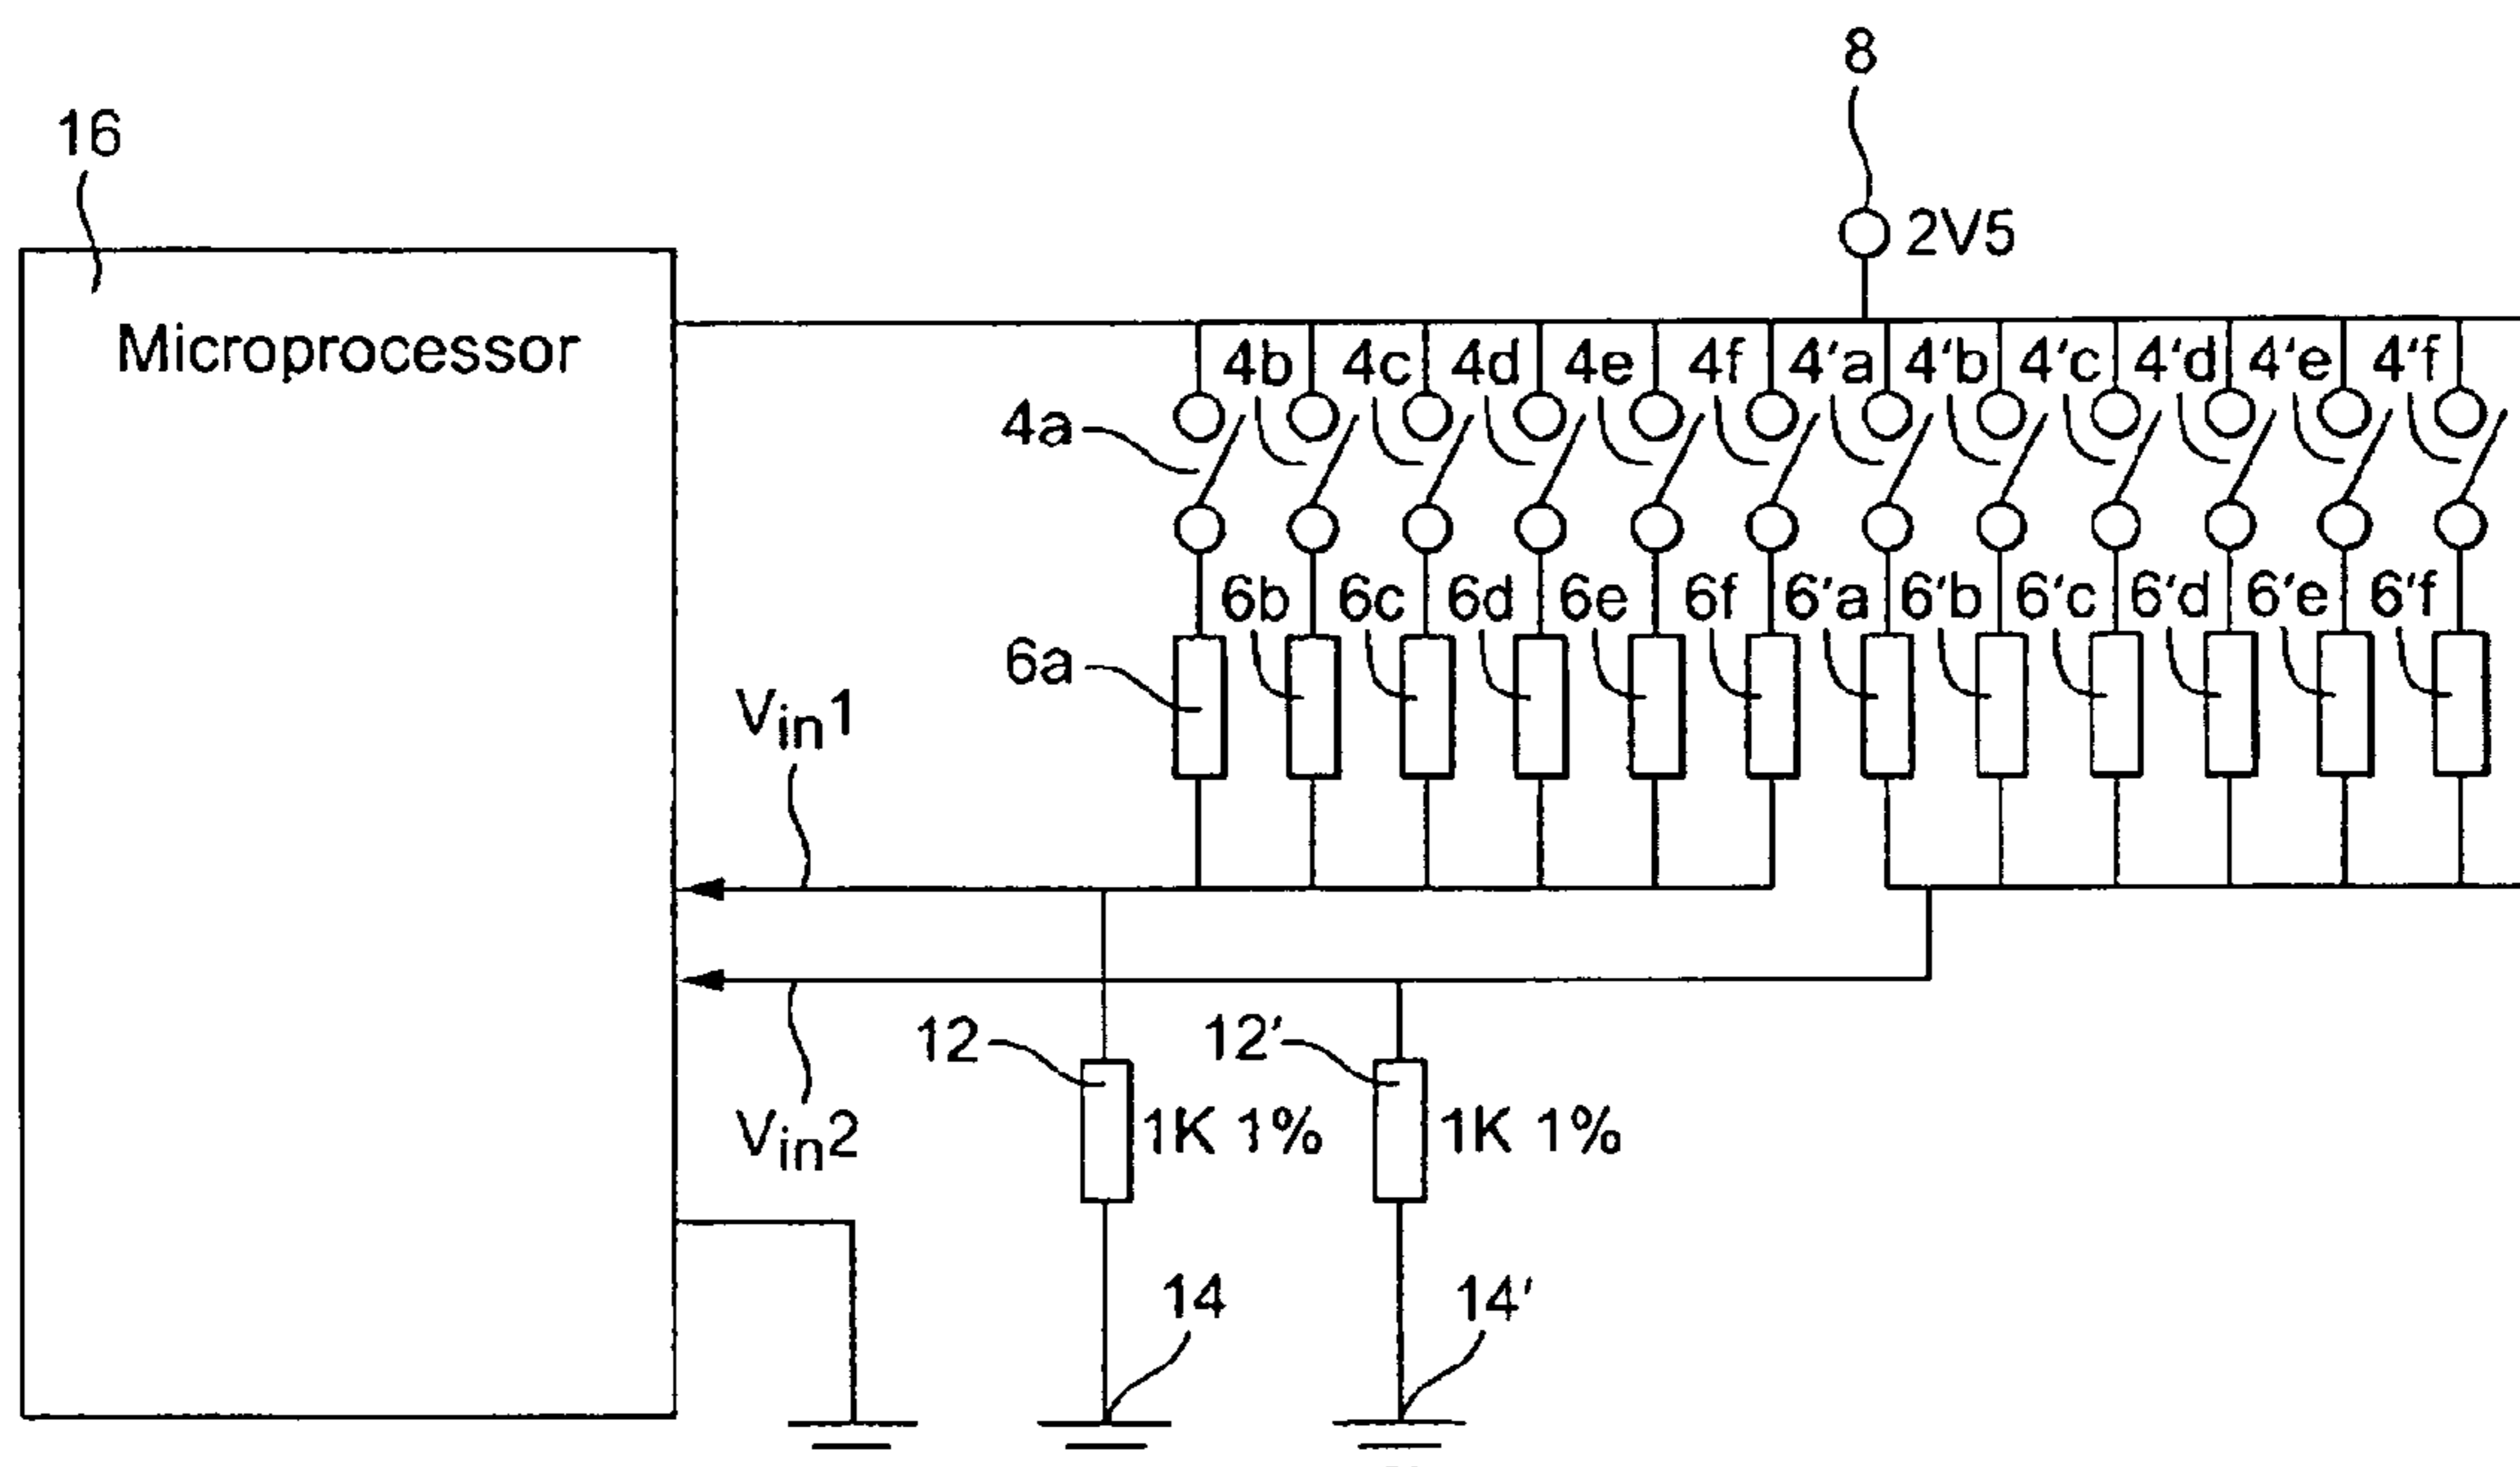 8
16
2V5
Microprocessor
4b 4c 4d 4e 4f 4'a 4'b 4'c 4'd 4'e 4'f
4a
6b 6c 6d 6e 6f 6'a 6'b 6'c 6'd 6'e 6'f
6a
Vin1
12 12'
1K 1% 1K 1%
Vin2
14 14'